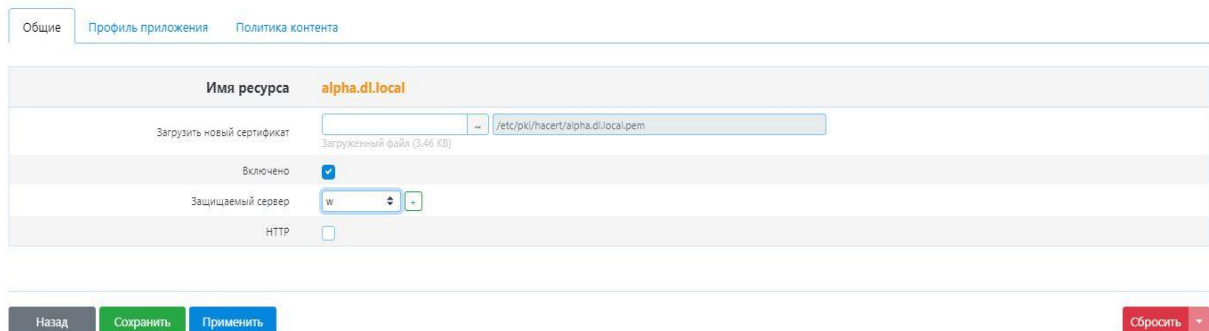 Общие Профиль приложения Политика контента
Имя ресурса alpha.dl.local
Загрузить новый сертификат ... /etc/pki/hacert/alpha.dl.local.pem
Загруженный файл (3.46 KB)
Включено
Защищаемый сервер w +
HTTP
Назад Сохранить Применить Сбросить